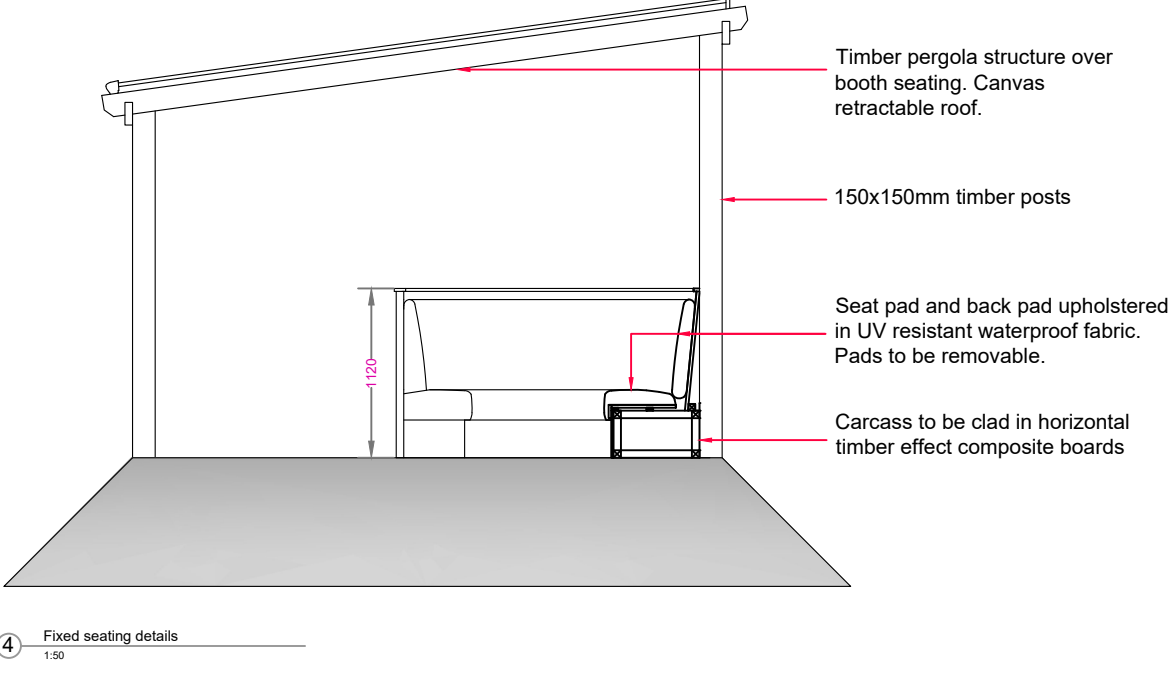 Timber pergola structure over
booth seating. Canvas
retractable roof.
150x150mm timber posts
Seat pad and back pad upholstered
in UV resistant waterproof fabric.
Pads to be removable.
1120
Carcass to be clad in horizontal
timber effect composite boards
4
Fixed seating details
1:50